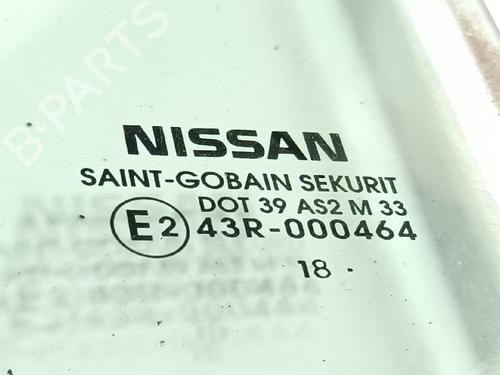 B-PARTS
NISSAN
SAINT-GOBAIN SEKURIT
DOT 39 AS2 M 33
E2 43R-000464
18 .